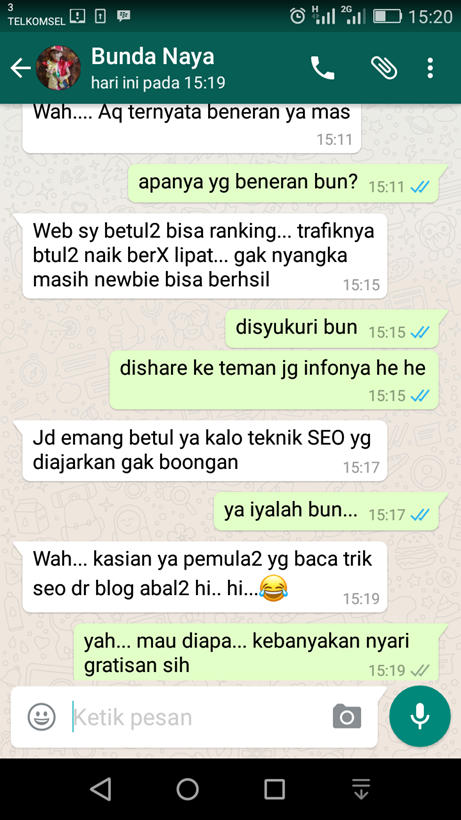 3
TELKOMSEL
H
2G
15:20
Bunda Naya
hari ini pada 15:19
Wah.... Aq ternyata beneran ya mas
15:11
apanya yg beneran bun? 15:11
Web sy betul2 bisa ranking... trafiknya
btul2 naik berX lipat... gak nyangka
masih newbie bisa berhsil
15:15
disyukuri bun 15:15
dishare ke teman jg infonya he he
15:15
Jd emang betul ya kalo teknik SEO yg
diajarkan gak boongan
15:17
ya iyalah bun... 15:17
Wah... kasian ya pemula2 yg baca trik
seo dr blog abal2 hi.. hi...😂
15:19
yah... mau diapa... kebanyakan nyari
gratisan sih
15:19
Ketik pesan